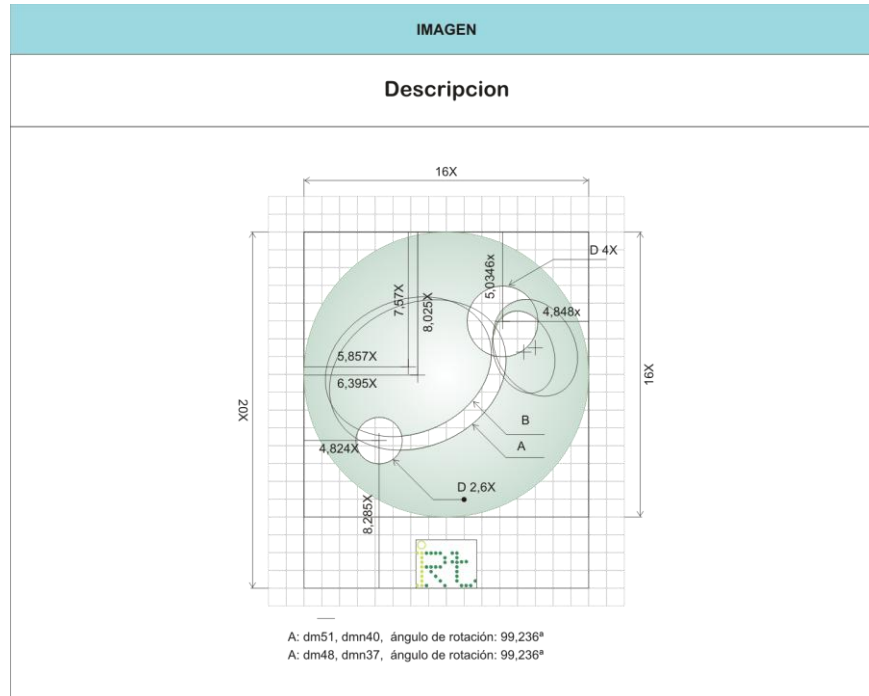 IMAGEN
Descripcion
16X
D 4X
5,0346x
7,57X
8,025X
4,848x
5,857X
6,395X
16X
20X
B
A
4,824X
D 2,6X
8,285X
iRt
A: dm51, dmn40, ángulo de rotación: 99,236ª
A: dm48, dmn37, ángulo de rotación: 99,236ª